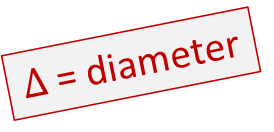 Δ = diameter